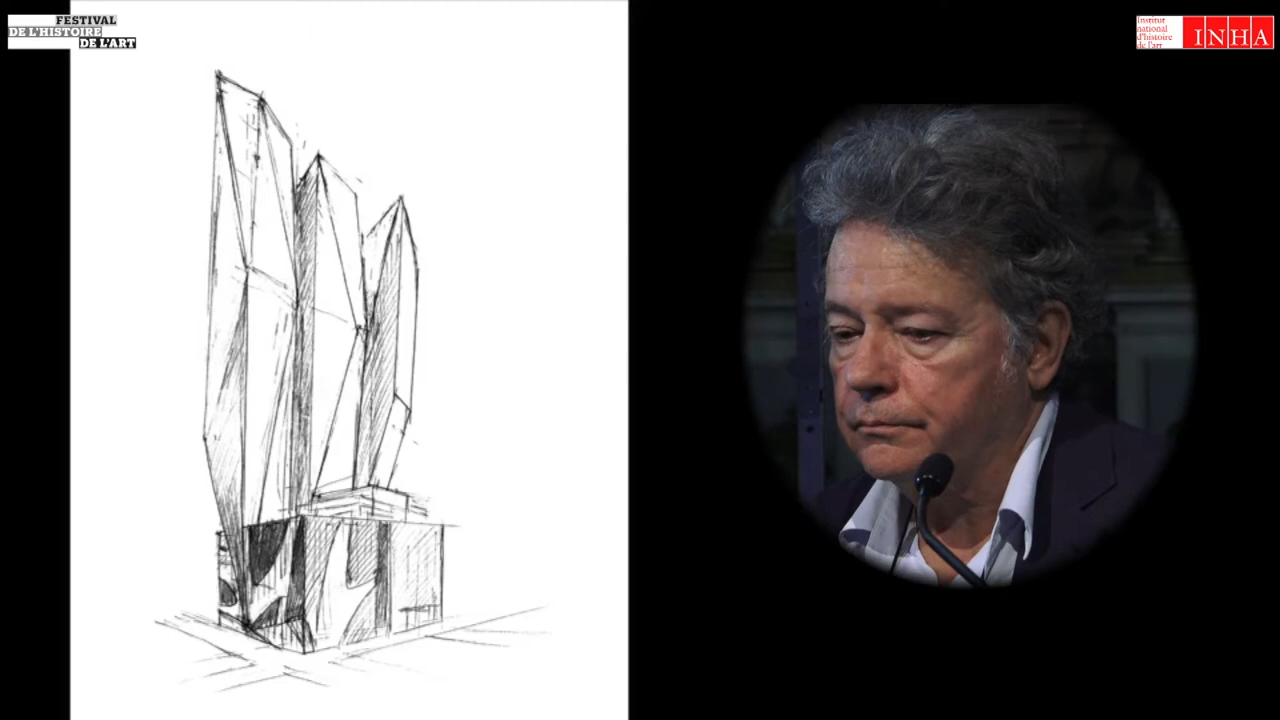 FESTIVAL
DE L'HISTOIRE
DE L'ART
Institut
national
d'histoire
de l'art
INHA